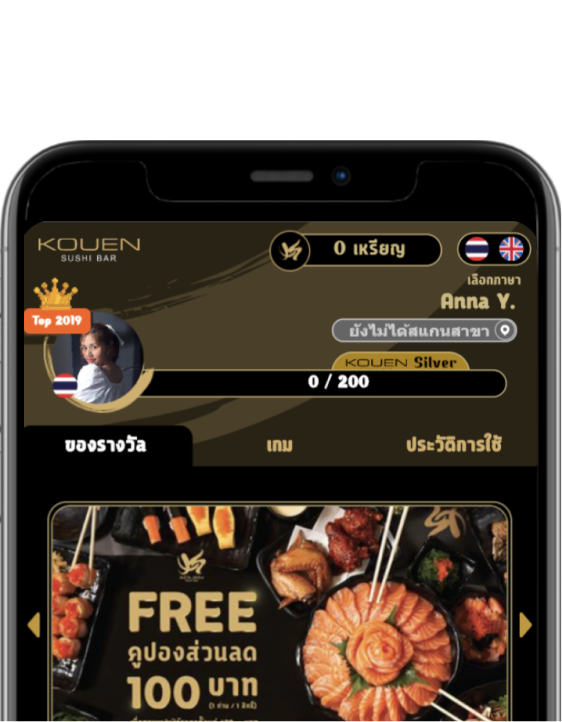 KOUEN
SUSHI BAR
0 เหรียญ
เลือกภาษา
Top 2019
Anna Y.
ยังไม่ได้สแกนสาขา
KOUEN Silver
0 / 200
ของรางวัล
เกม
ประวัติการใช้
FREE
คูปองส่วนลด
100 บาท
(1 ท่าน / 1 สิทธิ์)